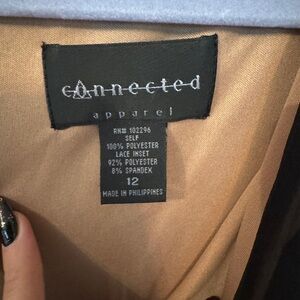 connected
apparel
RN# 102296
SELF
100% POLYESTER
LACE INSET
92% POLYESTER
8% SPANDEX
12
MADE IN PHILIPPINES